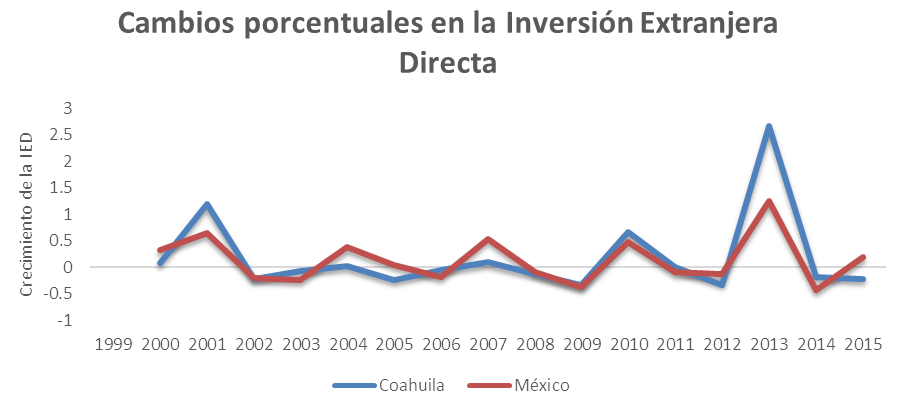 Cambios porcentuales en la Inversión Extranjera
Directa
Crecimiento de la IED
3
2.5
2
1.5
1
0.5
0
-0.5
-1
1999 2000 2001 2002 2003 2004 2005 2006 2007 2008 2009 2010 2011 2012 2013 2014 2015
Coahuila México